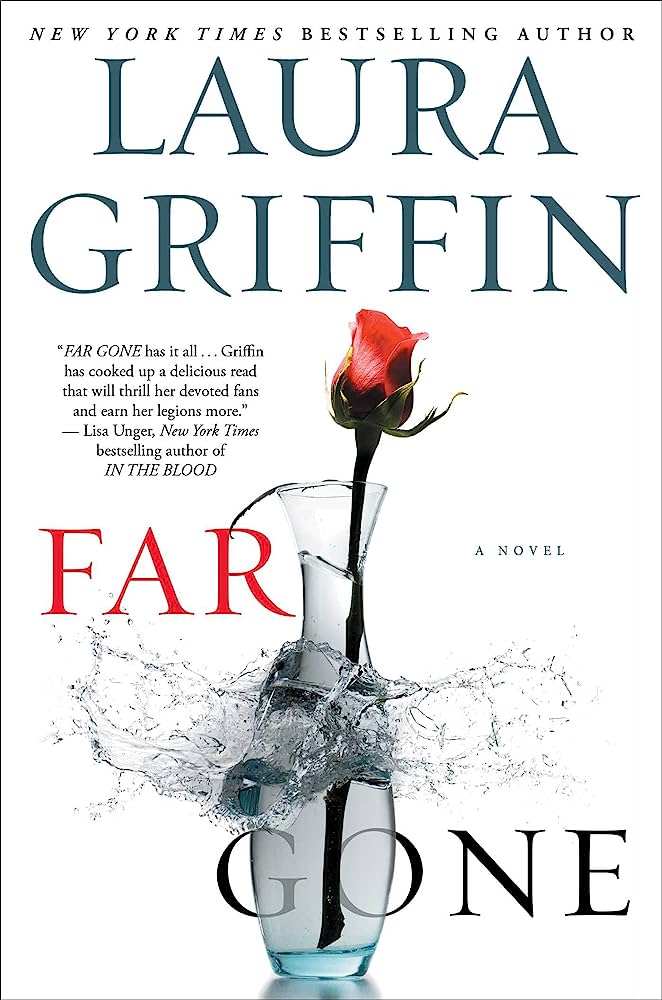 NEW YORK TIMES BESTSELLING AUTHOR
LAURA
GRIFFIN
“FAR GONE has it all . . . Griffin
has cooked up a delicious read
that will thrill her devoted fans
and earn her legions more.”
— Lisa Unger, New York Times
bestselling author of
IN THE BLOOD
FAR
A NOVEL
GONE